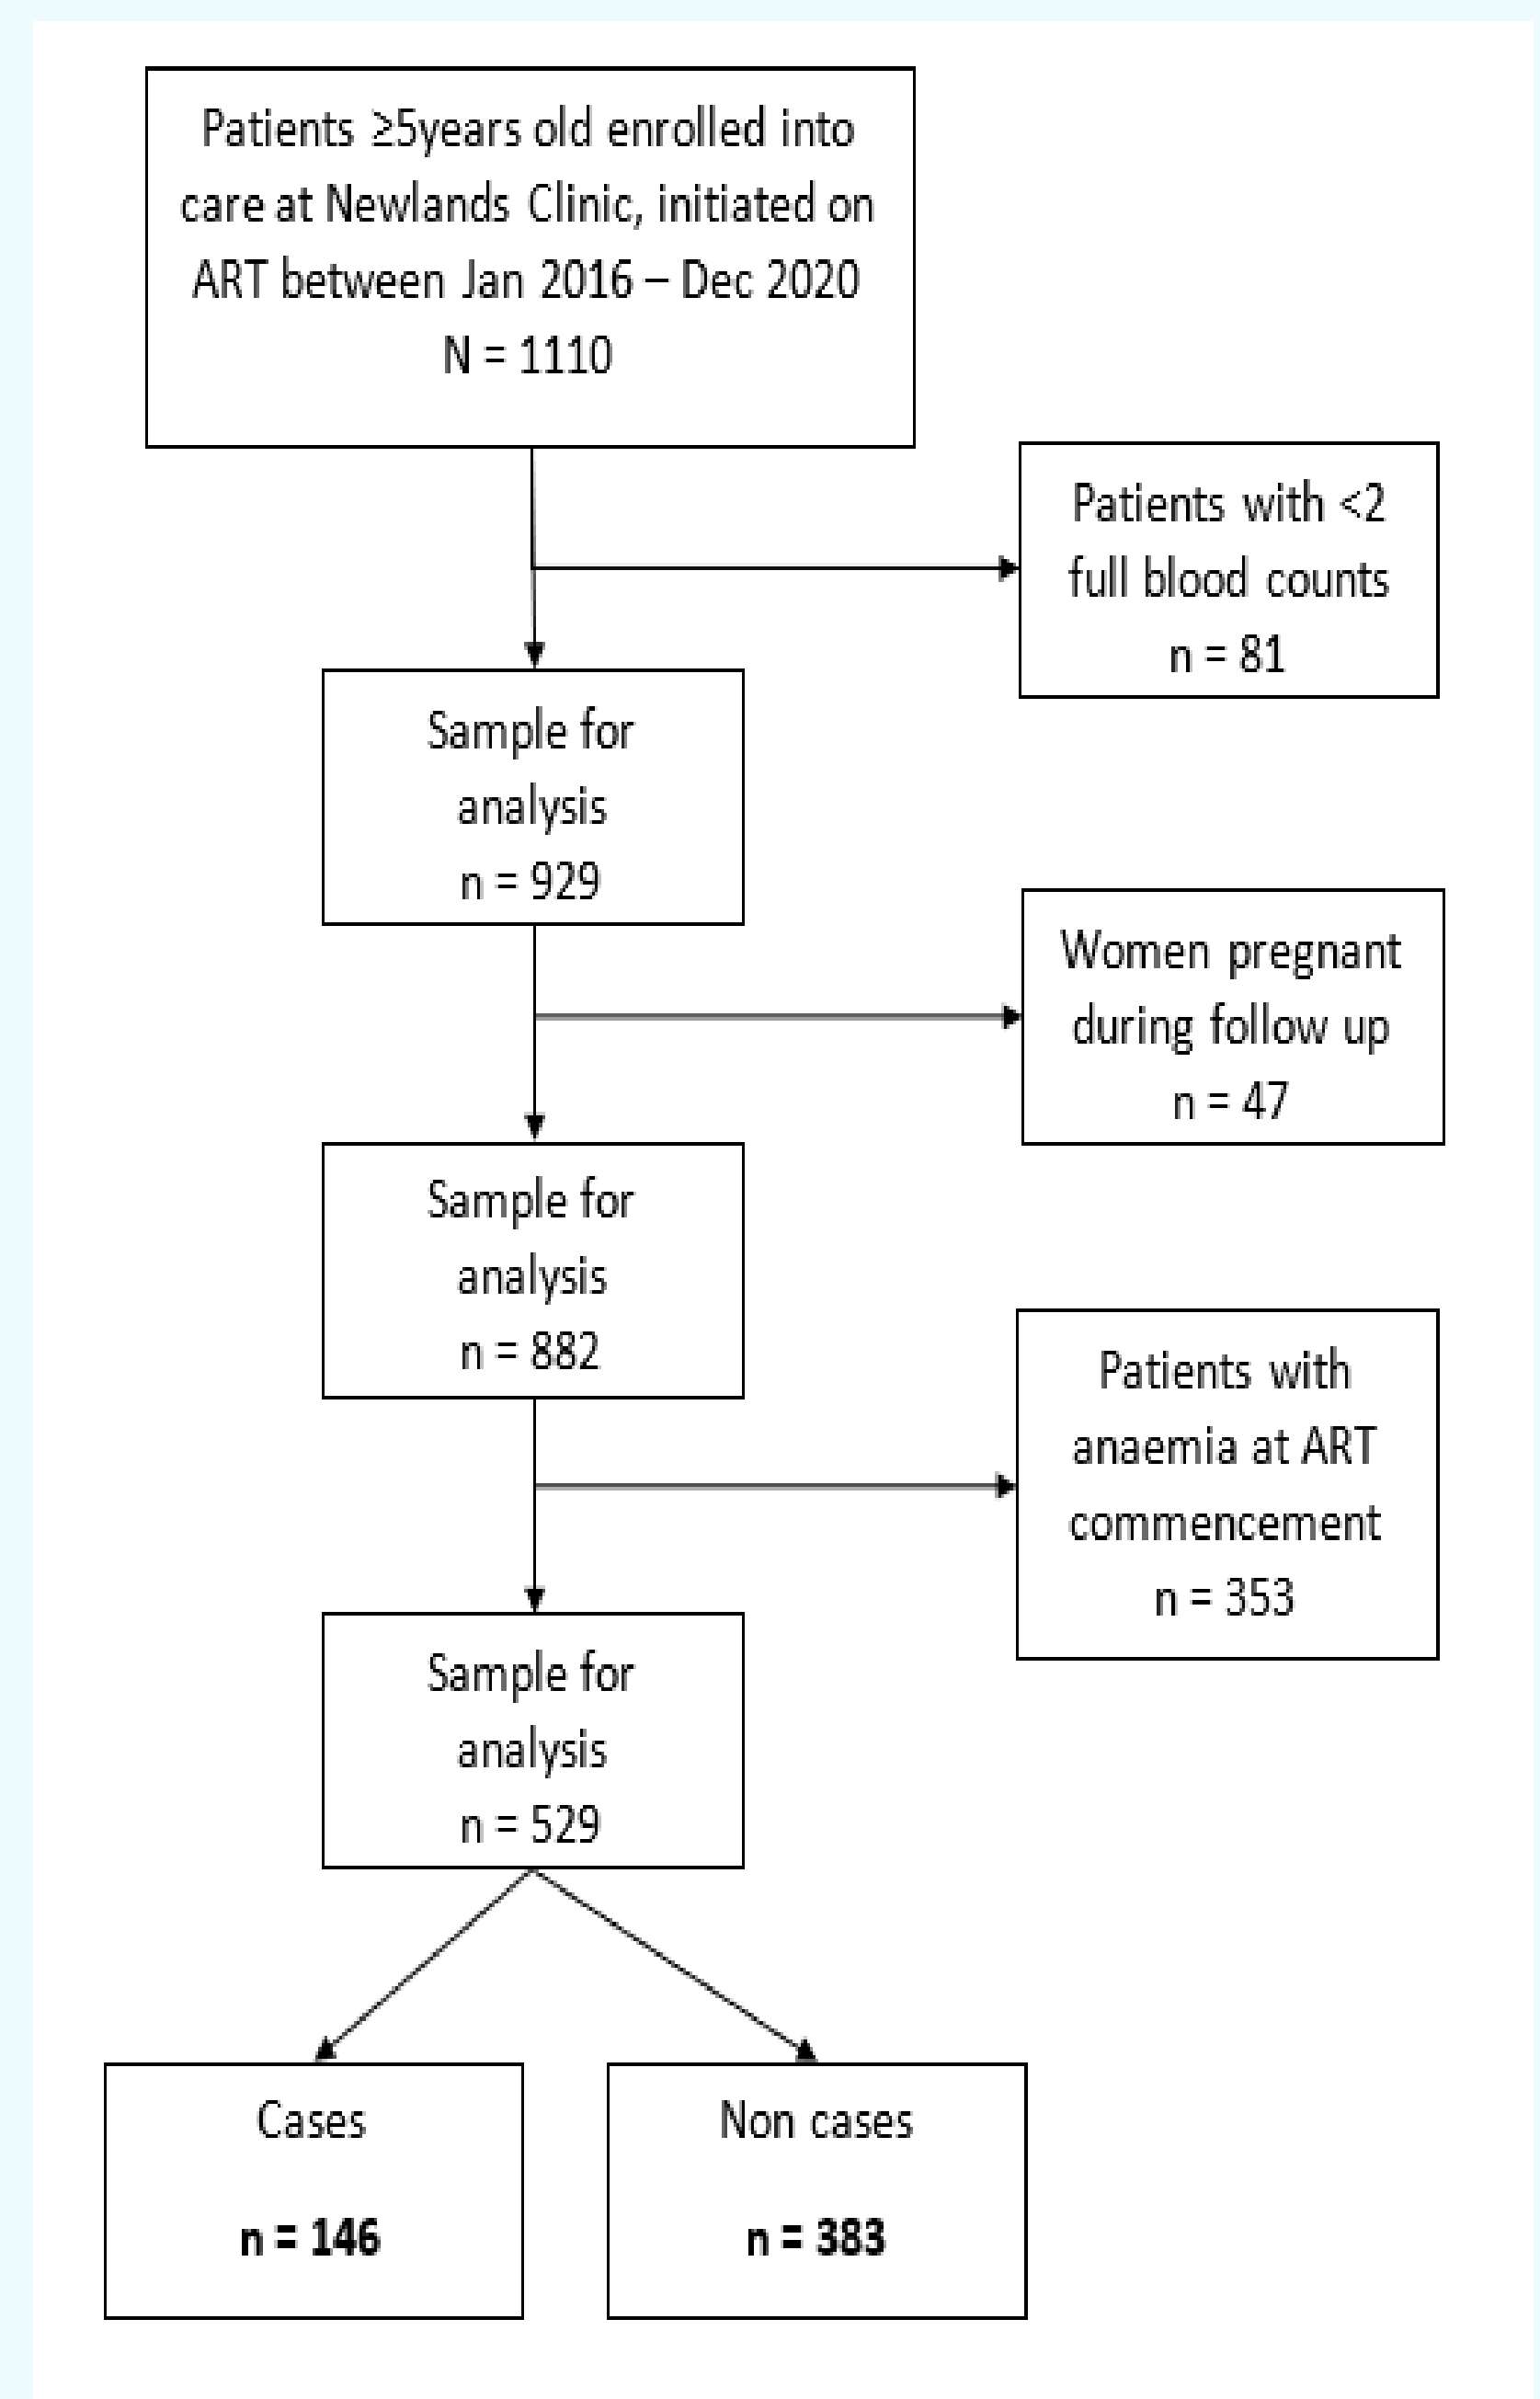 Patients ≥5years old enrolled into
care at Newlands Clinic, initiated on
ART between Jan 2016 – Dec 2020
N = 1110
Patients with <2
full blood counts
n = 81
Sample for
analysis
n = 929
Women pregnant
during follow up
n = 47
Sample for
analysis
n = 882
Patients with
anaemia at ART
commencement
n = 353
Sample for
analysis
n = 529
Cases
n = 146
Non cases
n = 383